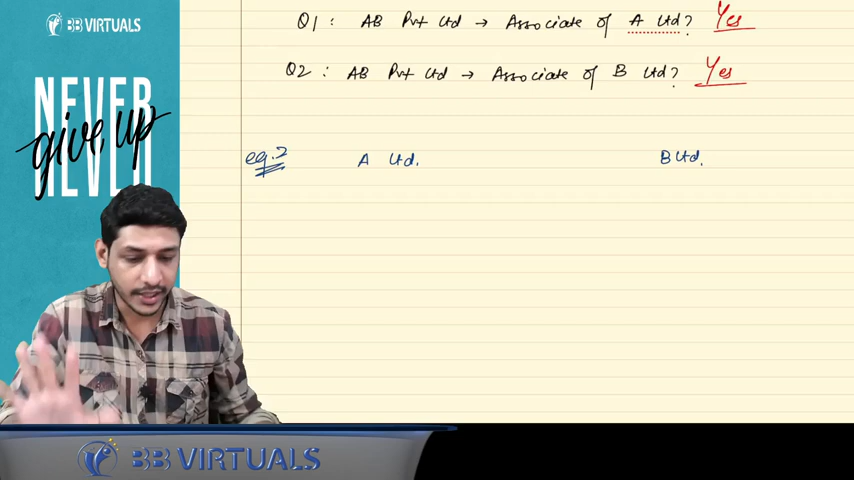 BB VIRTUALS
Q1 : AB Pvt Ltd → Associate of A Ltd? Yes
Q2 : AB Pvt Ltd → Associate of B Ltd? Yes
NEVER
give up
NEVER
eg.2 A Ltd. B Ltd.
BB VIRTUALS